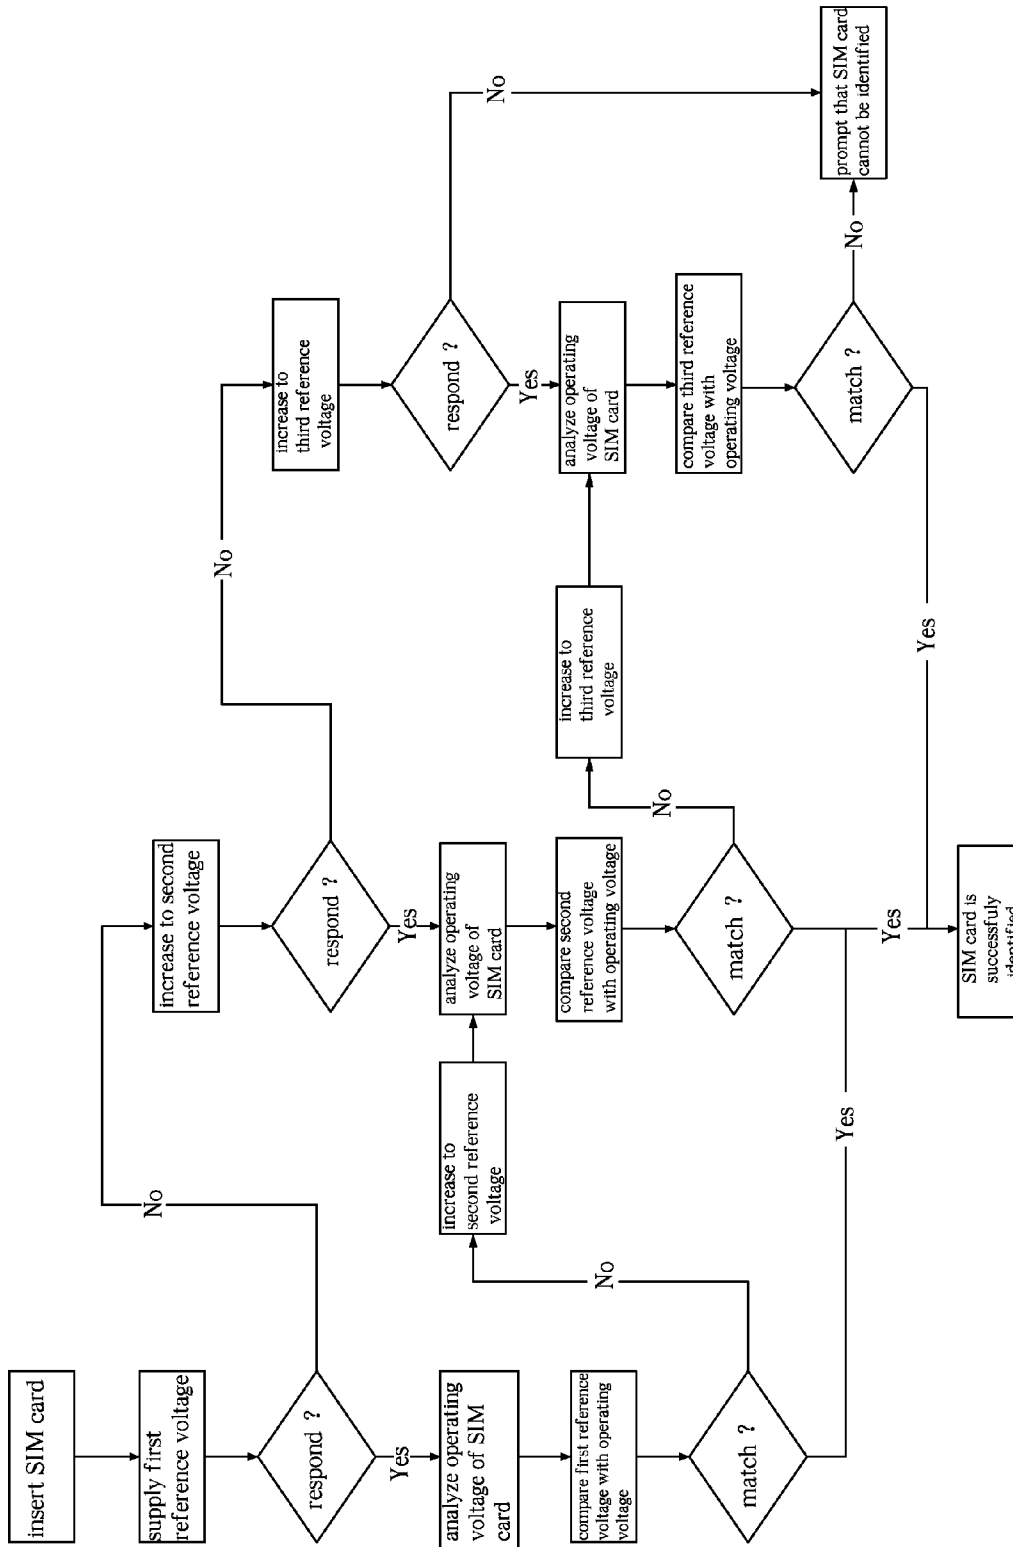 insert SIM card
supply first
reference voltage
respond ?
No
Yes
analyze operating
voltage of SIM
card
compare first reference
voltage with operating
voltage
match ?
No
Yes
increase to
second reference
voltage
increase to second
reference voltage
respond ?
No
Yes
analyze operating
voltage of
SIM card
compare second
reference voltage
with operating voltage
match ?
No
Yes
increase to
third reference
voltage
increase to
third reference
voltage
respond ?
No
Yes
analyze operating
voltage of
SIM card
compare third reference
voltage with
operating voltage
match ?
No
Yes
prompt that SIM card
cannot be identified
SIM card is
successfuly
identified